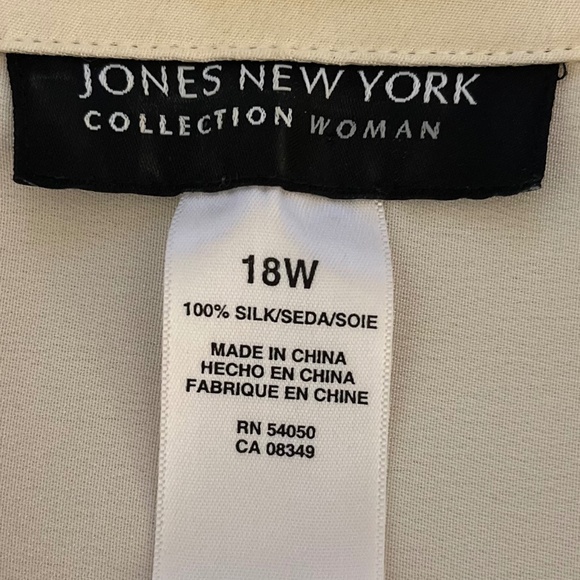 JONES NEW YORK
COLLECTION WOMAN
18W
100% SILK/SEDA/SOIE
MADE IN CHINA
HECHO EN CHINA
FABRIQUE EN CHINE
RN 54050
CA 08349